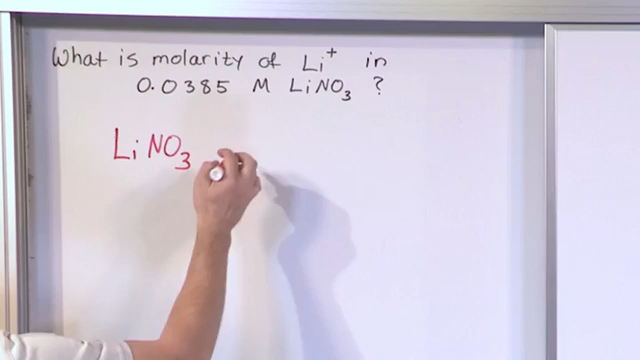 What is molarity of Li⁺ in
0.0385 M LiNO₃ ?
LiNO₃